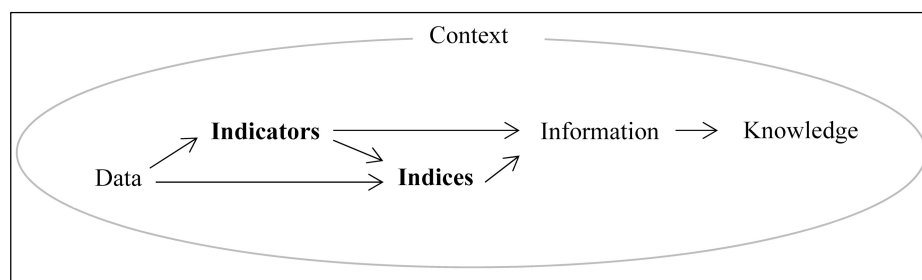 Context
Indicators
Information
Knowledge
Data
Indices